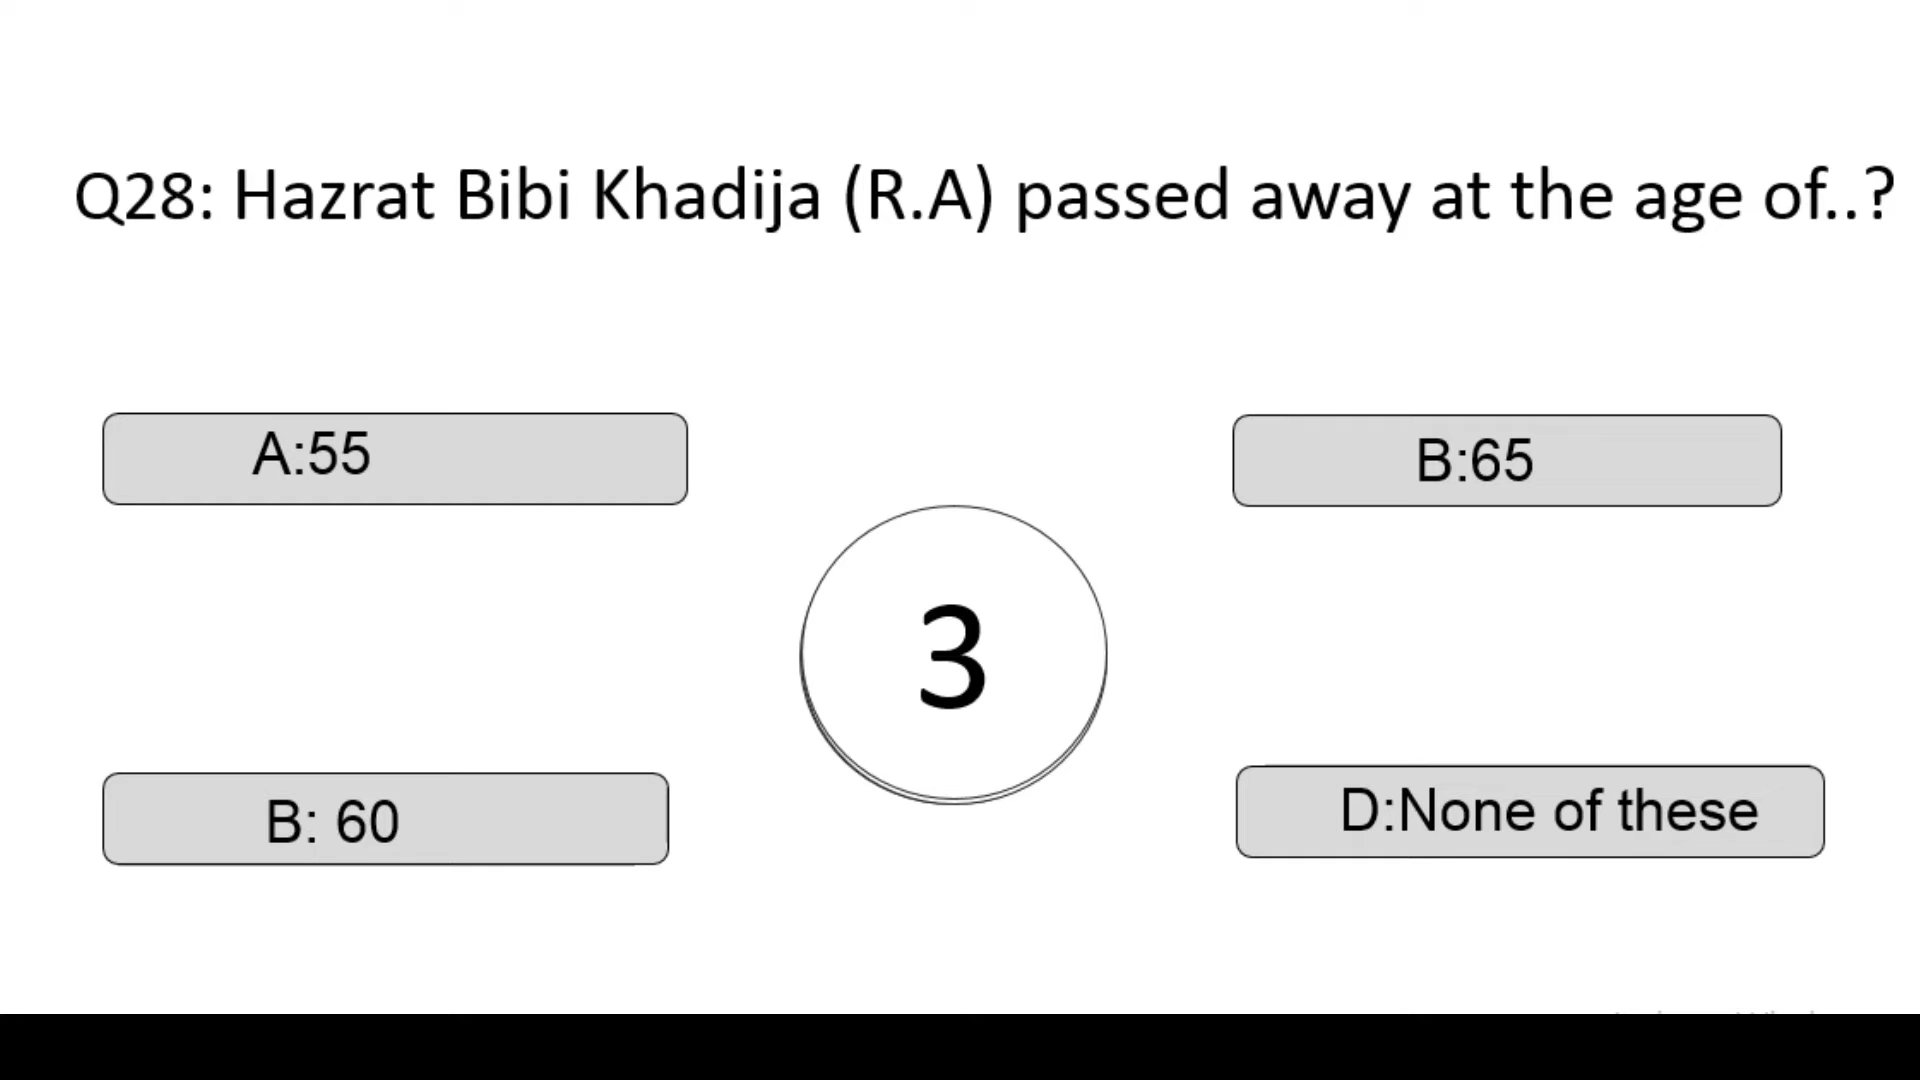 Q28: Hazrat Bibi Khadija (R.A) passed away at the age of..?
A:55
B:65
3
B: 60
D:None of these